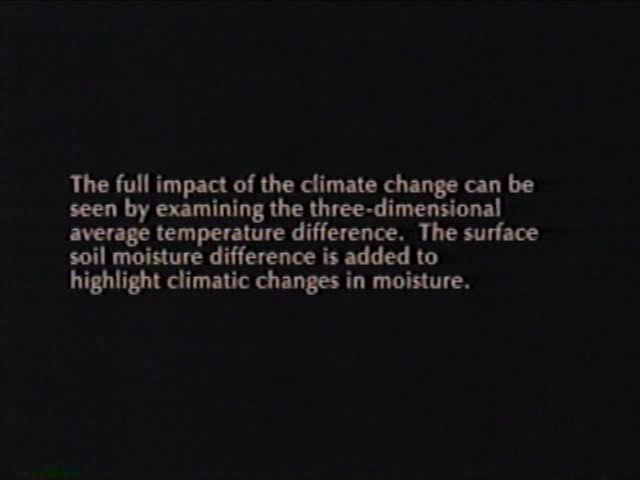 The full impact of the climate change can be
seen by examining the three-dimensional
average temperature difference.  The surface
soil moisture difference is added to
highlight climatic changes in moisture.